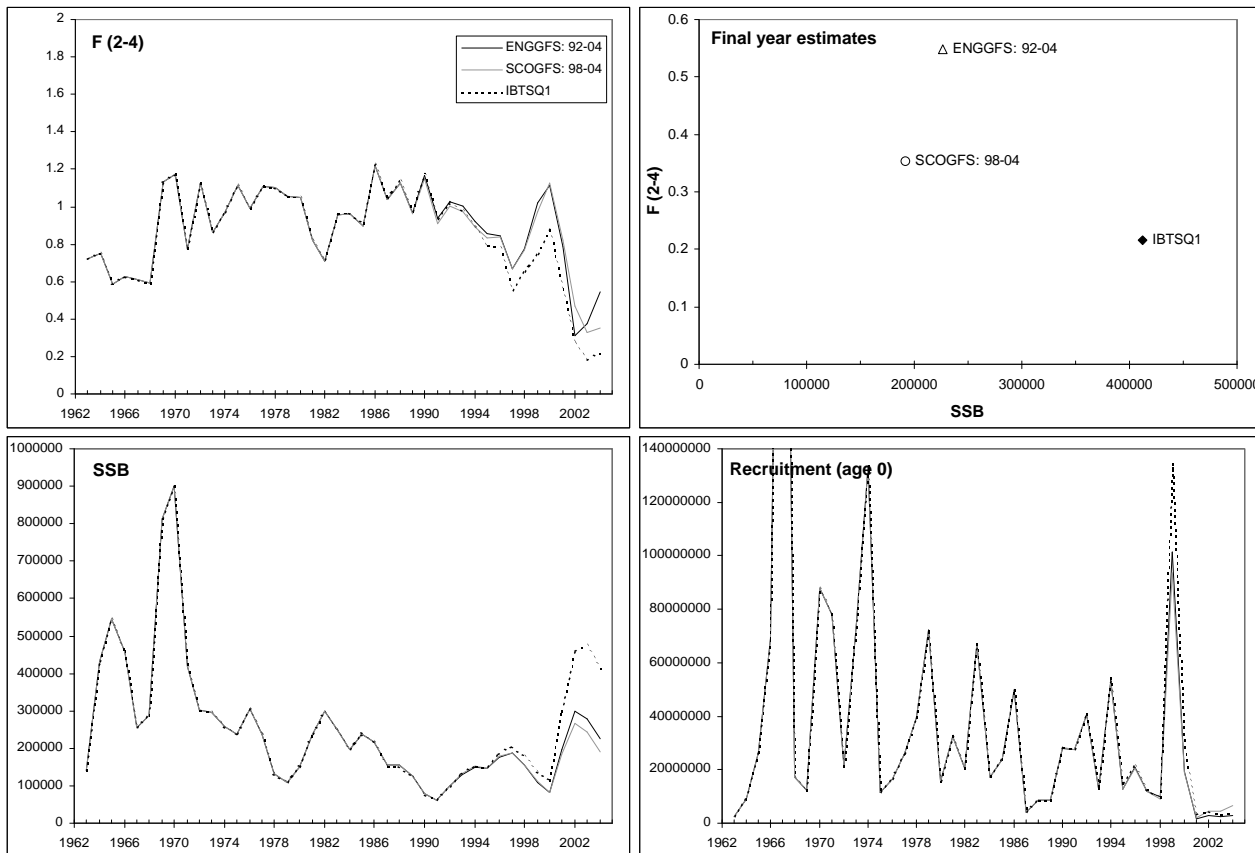 F (2-4)
ENGGFS: 92-04
SCOGFS: 98-04
IBTSQ1
2
1.8
1.6
1.4
1.2
1
0.8
0.6
0.4
0.2
0
1962 1966 1970 1974 1978 1982 1986 1990 1994 1998 2002
Final year estimates
F (2-4)
0.6
0.5
0.4
0.3
0.2
0.1
0
ENGGFS: 92-04
SCOGFS: 98-04
IBTSQ1
0 100000 200000 300000 400000 500000
SSB
SSB
1000000
900000
800000
700000
600000
500000
400000
300000
200000
100000
0
1962 1966 1970 1974 1978 1982 1986 1990 1994 1998 2002
Recruitment (age 0)
140000000
120000000
100000000
80000000
60000000
40000000
20000000
0
1962 1966 1970 1974 1978 1982 1986 1990 1994 1998 2002